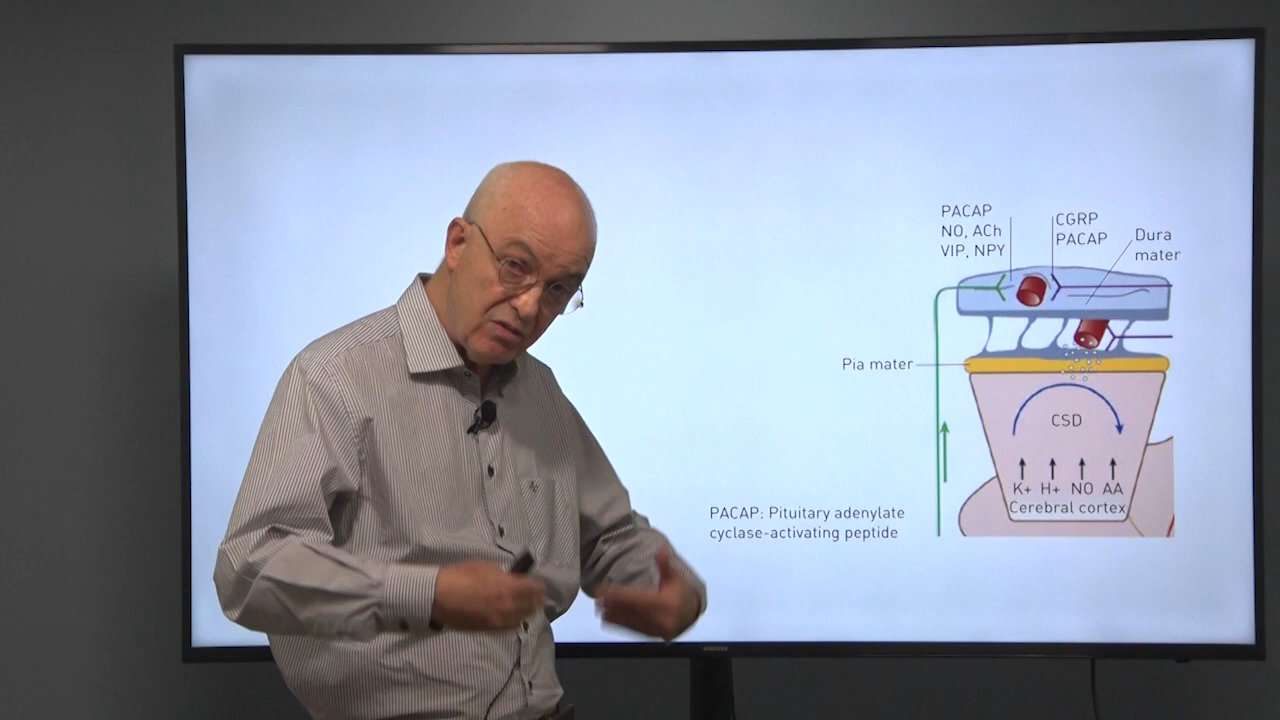 PACAP
NO, ACh
VIP, NPY
CGRP
PACAP
Dura
mater
Pia mater
CSD
K+ H+ NO AA
Cerebral cortex
PACAP: Pituitary adenylate
cyclase-activating peptide
SAMSUNG